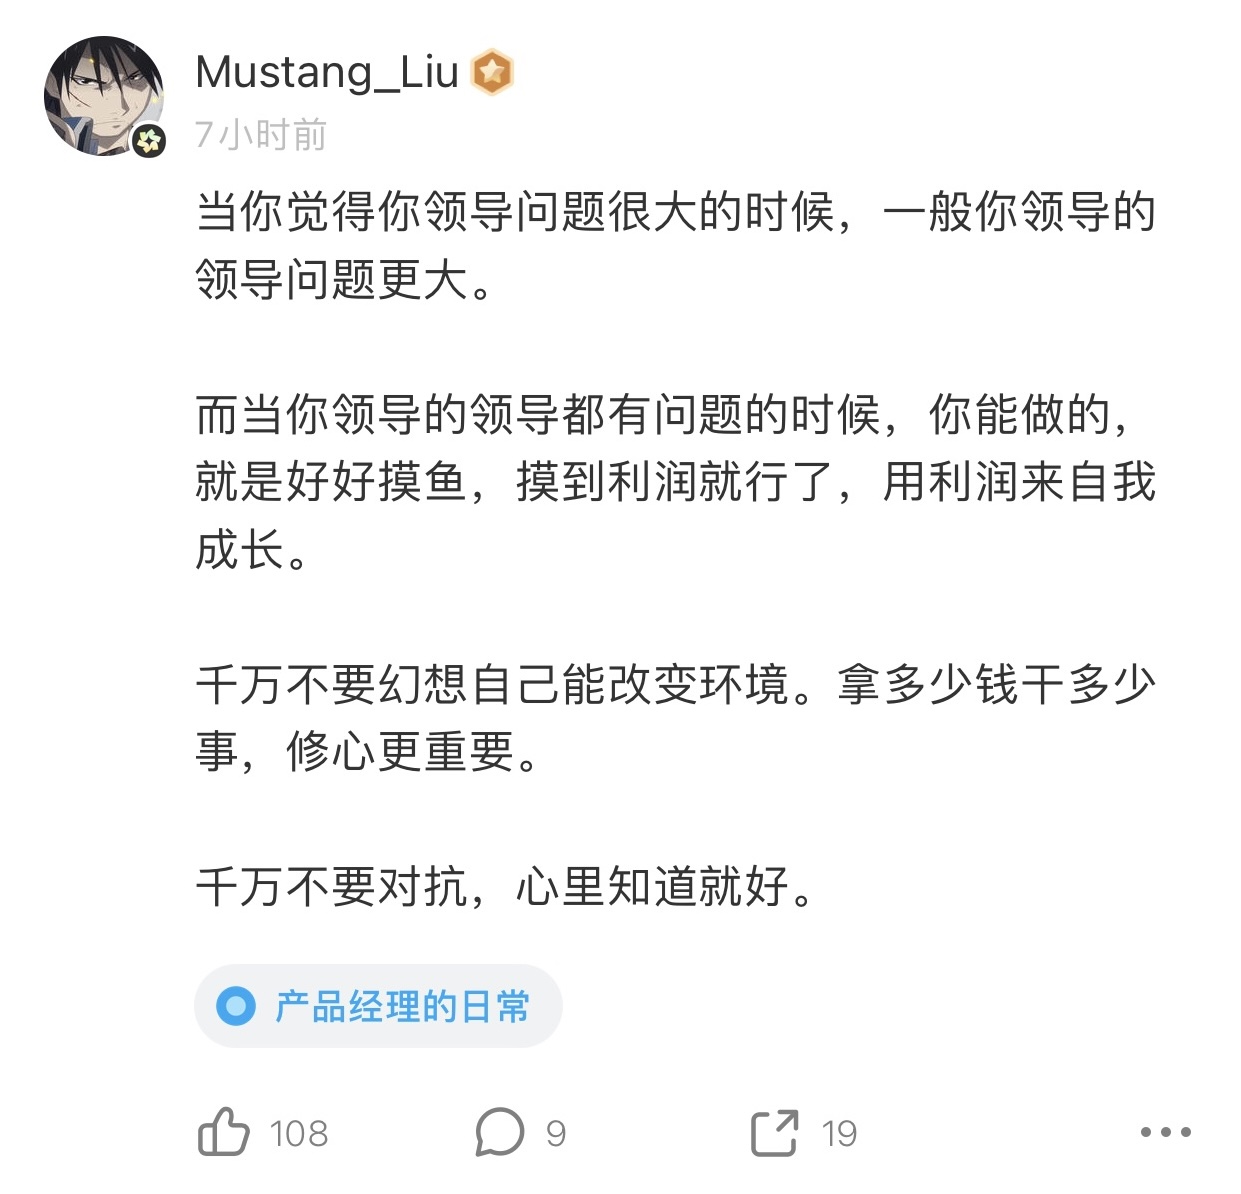 Mustang_Liu
7小时前
当你觉得你领导问题很大的时候，一般你领导的
领导问题更大。
而当你领导的领导都有问题的时候，你能做的，
就是好好摸鱼，摸到利润就行了，用利润来自我
成长。
千万不要幻想自己能改变环境。拿多少钱干多少
事，修心更重要。
千万不要对抗，心里知道就好。
产品经理的日常
108 9 19